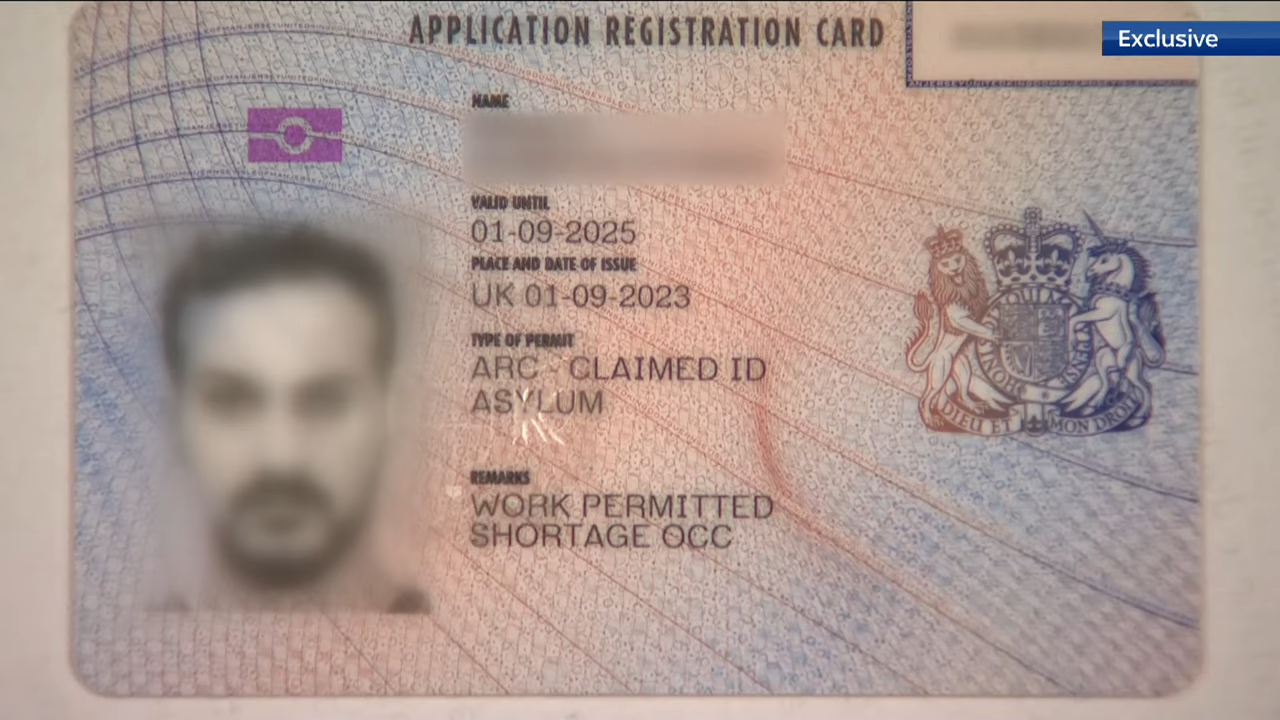 Exclusive
APPLICATION REGISTRATION CARD
NAME
VALID UNTIL
01-09-2025
PLACE AND DATE OF ISSUE
UK 01-09-2023
TYPE OF PERMIT
ARC - CLAIMED ID
ASYLUM
REMARKS
WORK PERMITTED
SHORTAGE OCC
DIEU ET MON DROIT